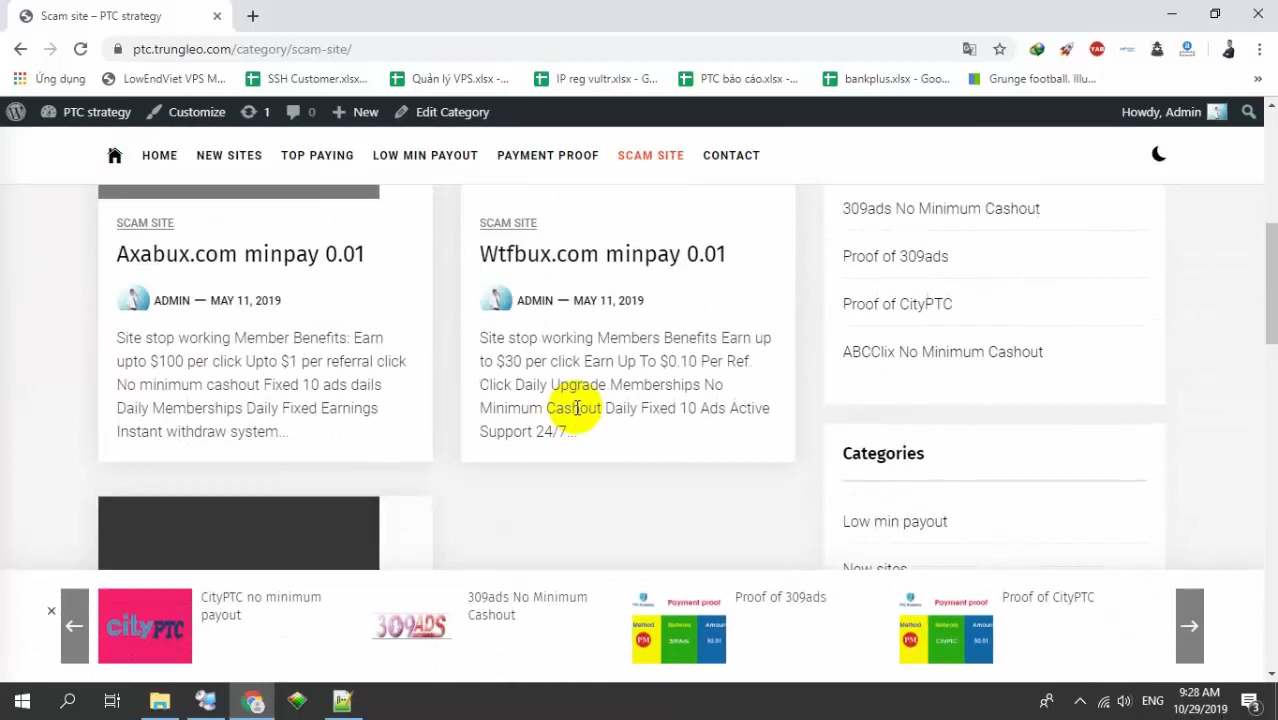 Scam site – PTC strategy
ptc.trungleo.com/category/scam-site/
Ứng dụng
LowEndViet VPS M...
SSH Customer.xlsx...
Quản lý VPS.xlsx -...
IP reg vultr.xlsx - G...
PTC báo cáo.xlsx -...
bankplus.xlsx - Goo...
Grunge football. Illu...
»
PTC strategy
Customize
1
0
New
Edit Category
Howdy, Admin
HOME
NEW SITES
TOP PAYING
LOW MIN PAYOUT
PAYMENT PROOF
SCAM SITE
CONTACT
SCAM SITE
Axabux.com minpay 0.01
ADMIN — MAY 11, 2019
Site stop working Member Benefits: Earn
upto $100 per click Upto $1 per referral click
No minimum cashout Fixed 10 ads dails
Daily Memberships Daily Fixed Earnings
Instant withdraw system...
SCAM SITE
Wtfbux.com minpay 0.01
ADMIN — MAY 11, 2019
Site stop working Members Benefits Earn up
to $30 per click Earn Up To $0.10 Per Ref.
Click Daily Upgrade Memberships No
Minimum Cashout Daily Fixed 10 Ads Active
Support 24/7...
309ads No Minimum Cashout
Proof of 309ads
Proof of CityPTC
ABCClix No Minimum Cashout
Categories
Low min payout
New sites
cityPTC
CityPTC no minimum
payout
309ADS
309ads No Minimum
Cashout
Payment proof
Proof of 309ads
Payment proof
Proof of CityPTC
ENG
9:28 AM
10/29/2019
3